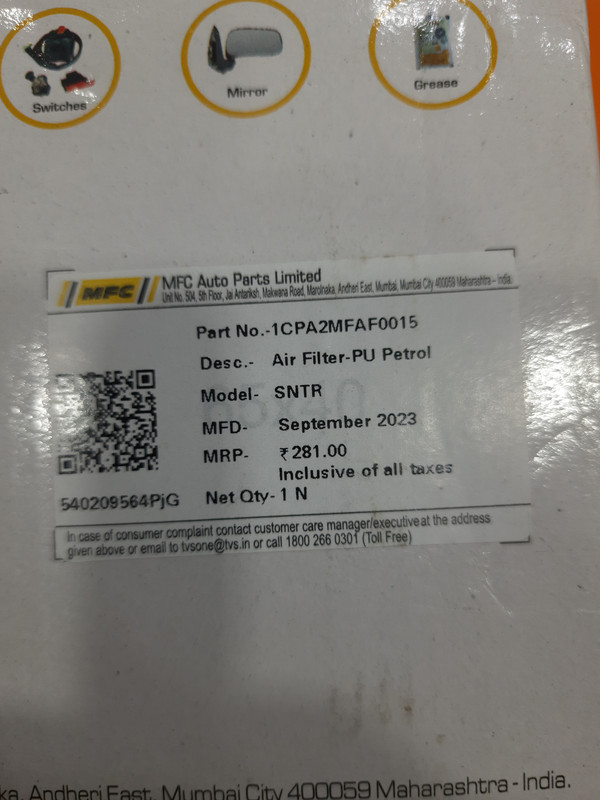 Switches
Mirror
Grease
MFC
MFC Auto Parts Limited
Unit No. 504, 5th Floor, Jai Antariksh, Makwana Road, Marolnaka, Andheri East, Mumbai, Mumbai City 400059 Maharashtra - India.
Part No.-1CPA2MFAF0015
Desc.- Air Filter-PU Petrol
Model- SNTR
MFD- September 2023
MRP- ₹281.00
Inclusive of all taxes
540209564PjG Net Qty- 1 N
In case of consumer complaint contact customer care manager/executive at the address
given above or email to tvsone@tvs.in or call 1800 266 0301 (Toll Free)
ka, Andheri East, Mumbai City 400059 Maharashtra - India.